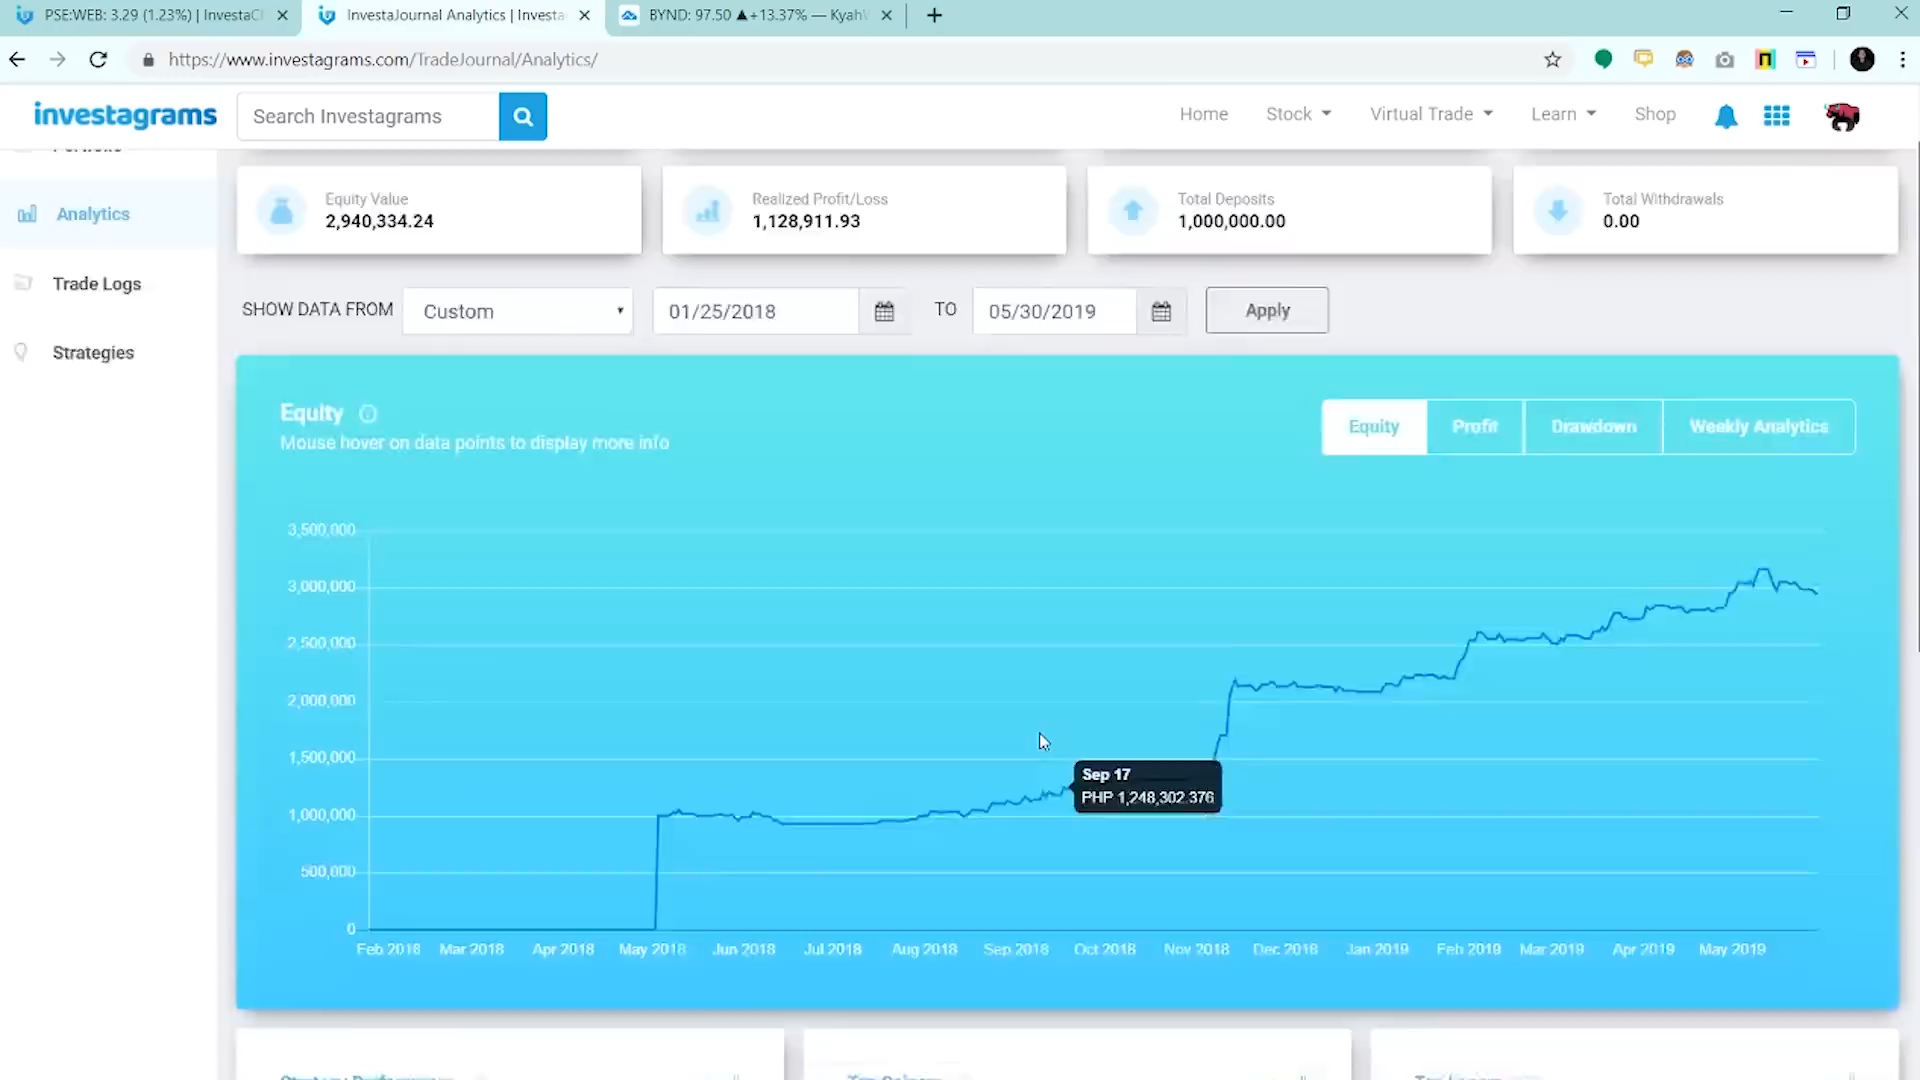 PSE:WEB: 3.29 (1.23%) | InvestaC
InvestaJournal Analytics | Investa
BYND: 97.50 ▲+13.37% — KyahW
https://www.investagrams.com/TradeJournal/Analytics/
investagrams
Search Investagrams
Home
Stock
Virtual Trade
Learn
Shop
Analytics
Trade Logs
Strategies
Equity Value
2,940,334.24
Realized Profit/Loss
1,128,911.93
Total Deposits
1,000,000.00
Total Withdrawals
0.00
SHOW DATA FROM
Custom
01/25/2018
TO
05/30/2019
Apply
Equity
Mouse hover on data points to display more info
Equity
Profit
Drawdown
Weekly Analytics
3,500,000
3,000,000
2,500,000
2,000,000
1,500,000
1,000,000
500,000
0
Sep 17
PHP 1,248,302.376
Feb 2018
Mar 2018
Apr 2018
May 2018
Jun 2018
Jul 2018
Aug 2018
Sep 2018
Oct 2018
Nov 2018
Dec 2018
Jan 2019
Feb 2019
Mar 2019
Apr 2019
May 2019